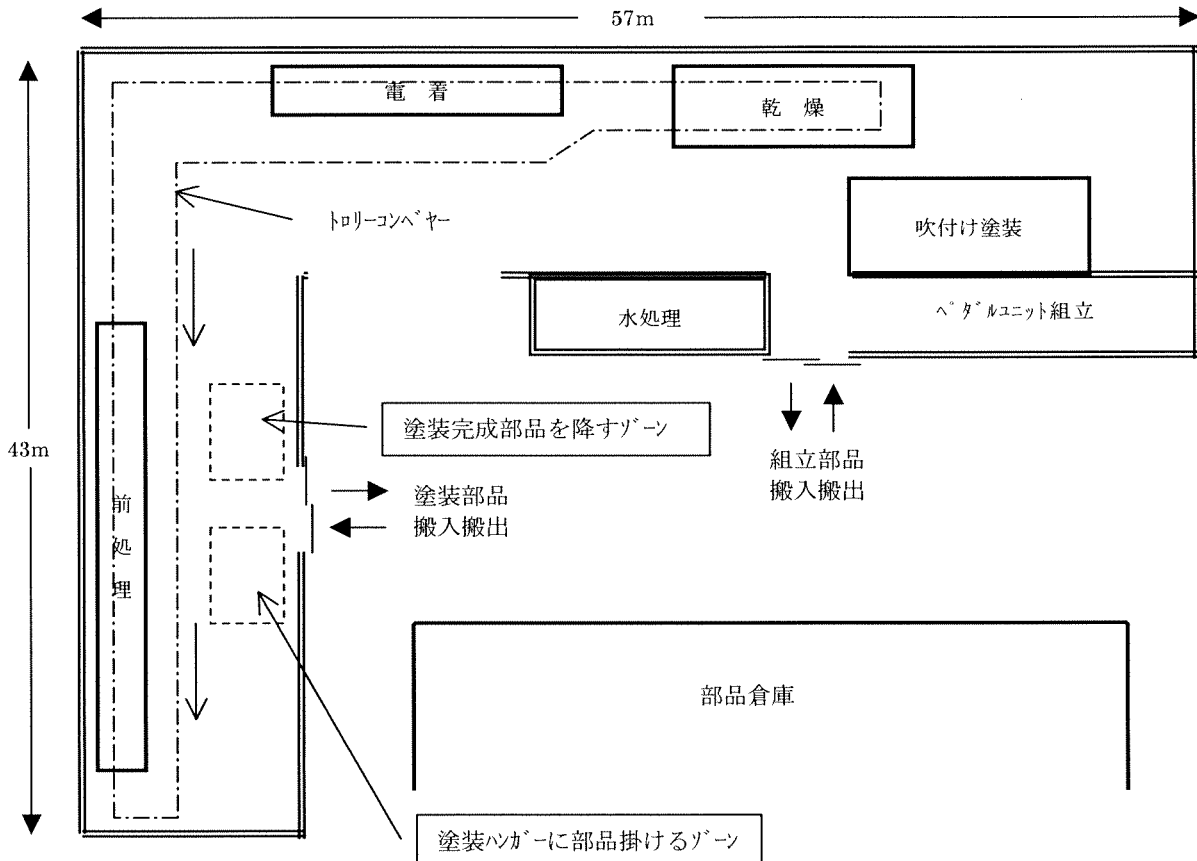 57m
電 着
乾 燥
吹付け塗装
ﾄﾛﾘｰｺﾝﾍﾞﾔｰ
水処理
ﾍﾟﾀﾞﾙﾕﾆｯﾄ組立
43m
塗装完成部品を降すｿﾞｰﾝ
組立部品
搬入搬出
塗装部品
搬入搬出
前
処
理
部品倉庫
塗装ﾊﾝｶﾞｰに部品掛けるｿﾞｰﾝ